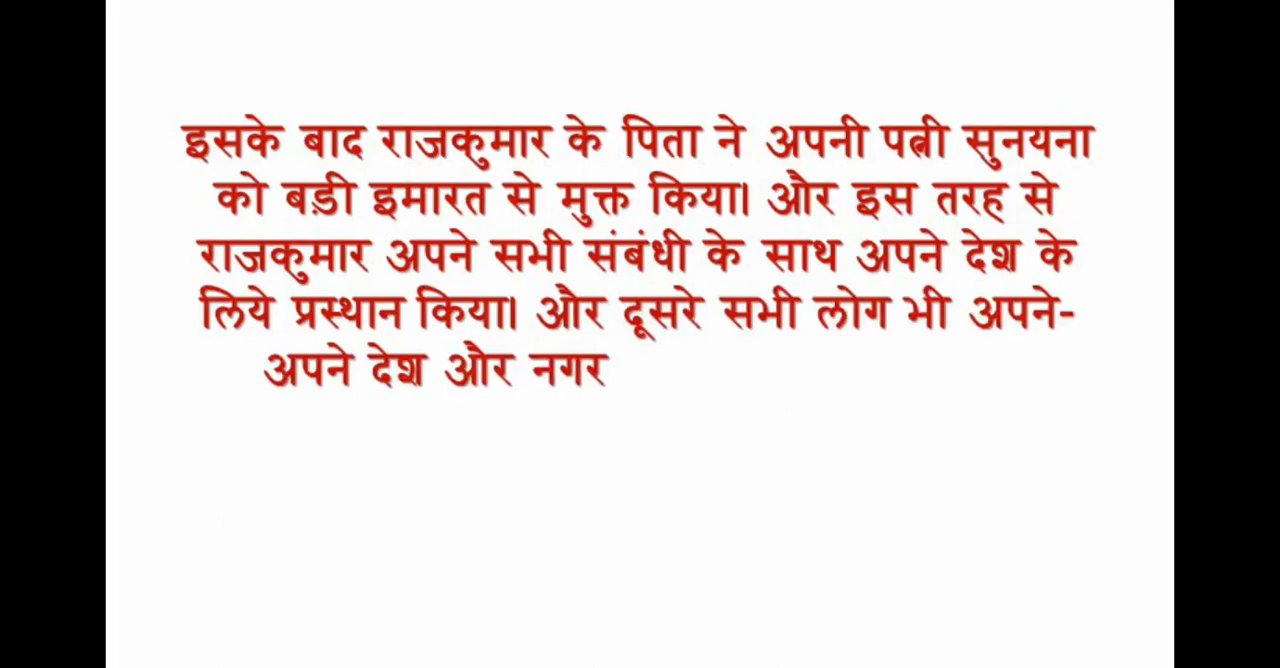 इसके बाद राजकुमार के पिता ने अपनी पत्नी सुनयना
को बड़ी इमारत से मुक्त किया। और इस तरह से
राजकुमार अपने सभी संबंधी के साथ अपने देश के
लिये प्रस्थान किया। और दूसरे सभी लोग भी अपने-
अपने देश और नगर